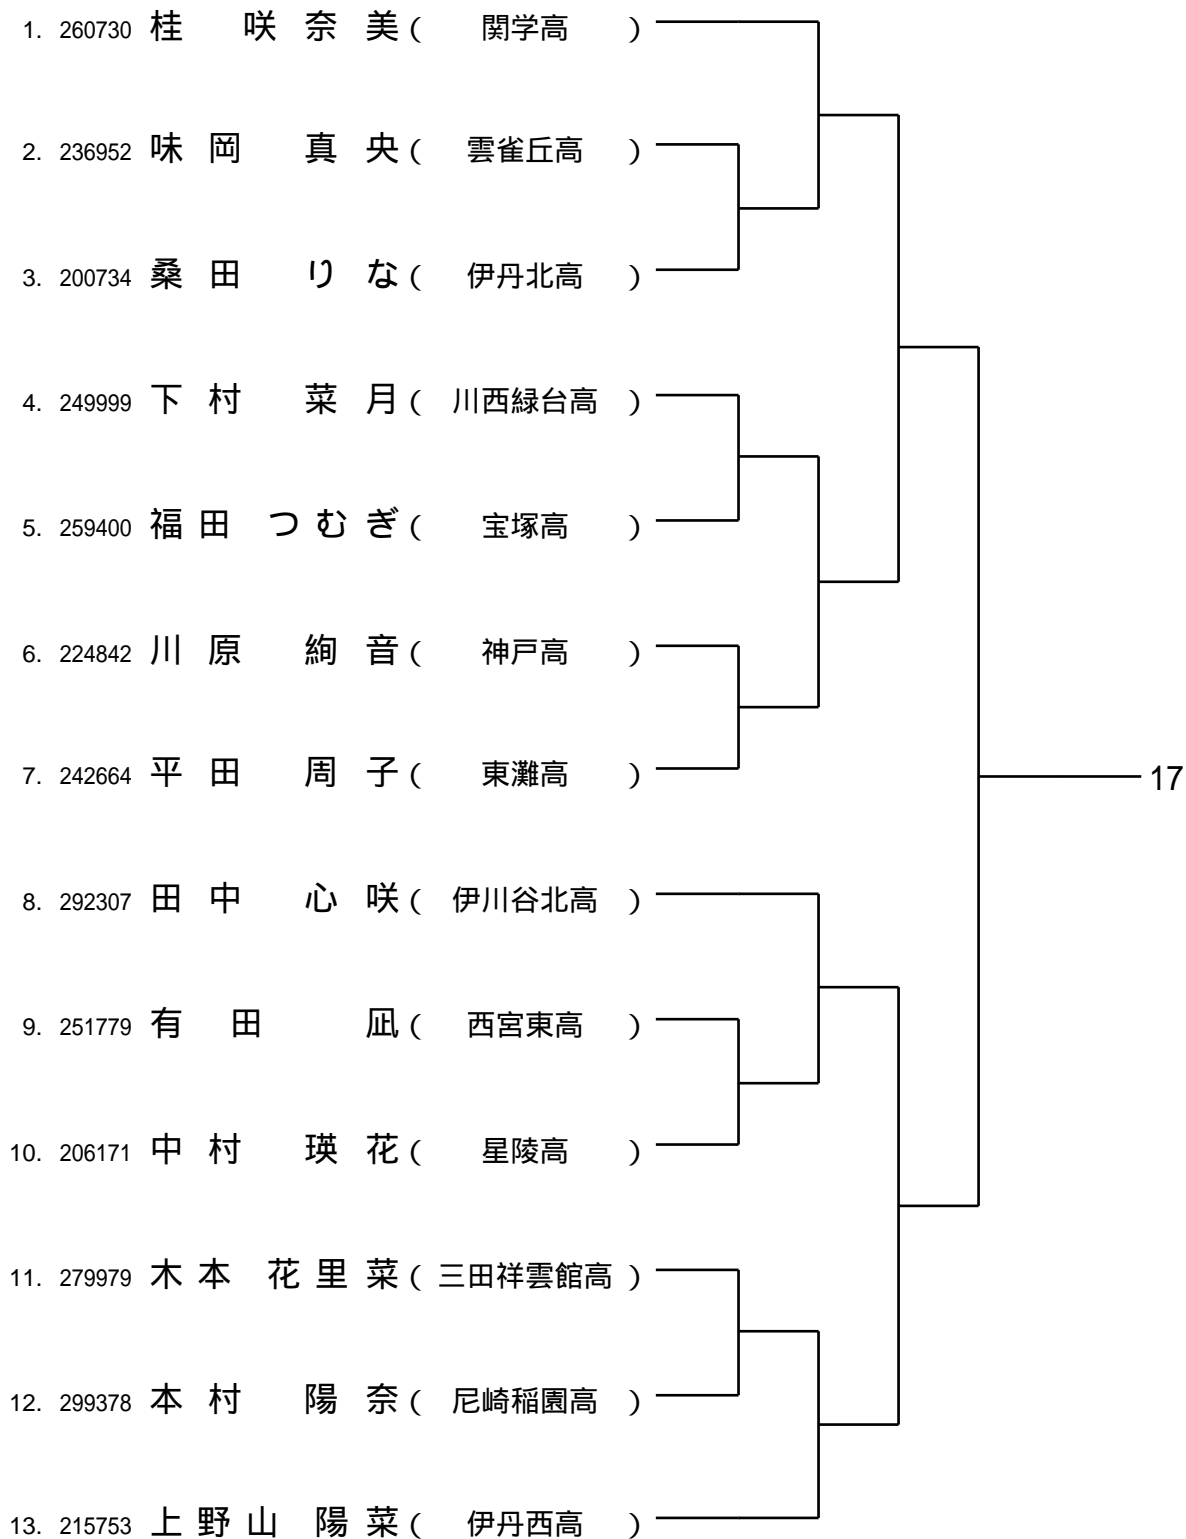 1. 260730 桂 咲奈美 ( 関学高 )
2. 236952 味岡 真央 ( 雲雀丘高 )
3. 200734 桑田 りな ( 伊丹北高 )
4. 249999 下村 菜月 ( 川西緑台高 )
5. 259400 福田 つむぎ ( 宝塚高 )
6. 224842 川原 絢音 ( 神戸高 )
7. 242664 平田 周子 ( 東灘高 )
17
8. 292307 田中 心咲 ( 伊川谷北高 )
9. 251779 有田 凪 ( 西宮東高 )
10. 206171 中村 瑛花 ( 星陵高 )
11. 279979 木本 花里菜 ( 三田祥雲館高 )
12. 299378 本村 陽奈 ( 尼崎稲園高 )
13. 215753 上野山 陽菜 ( 伊丹西高 )